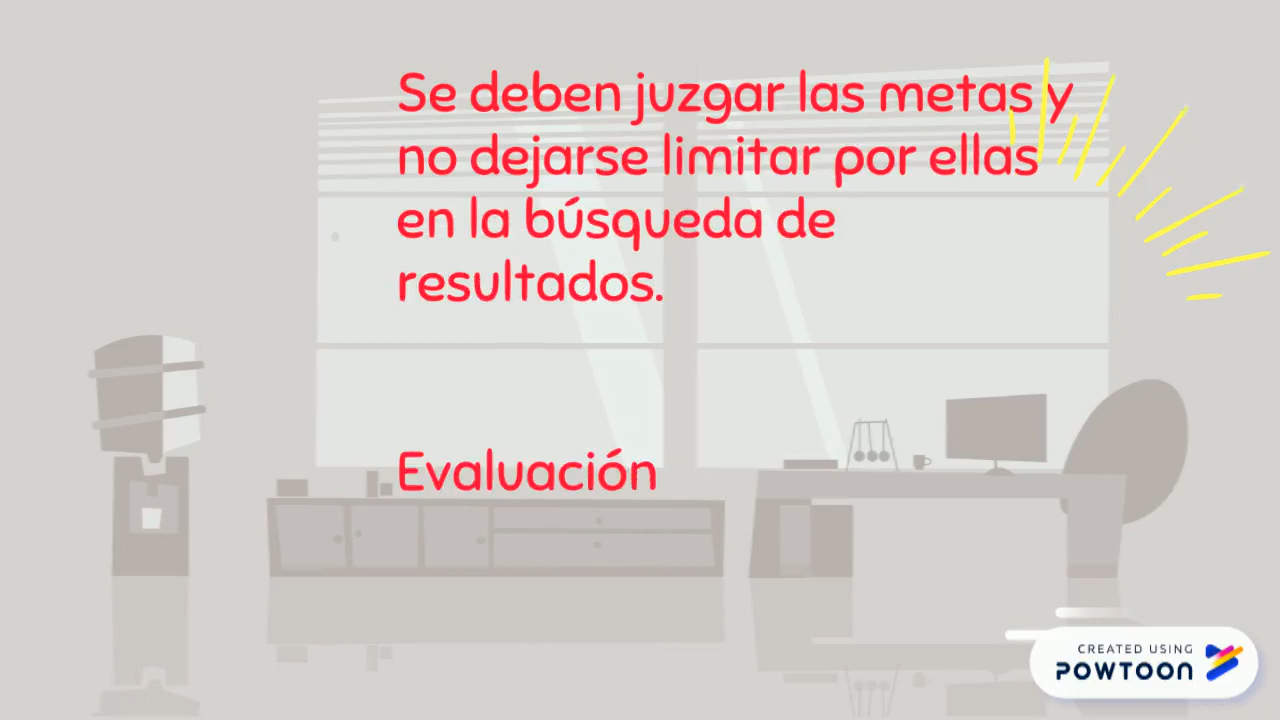 Se deben juzgar las metas y
no dejarse limitar por ellas
en la búsqueda de
resultados.
Evaluación
CREATED USING
POWTOON